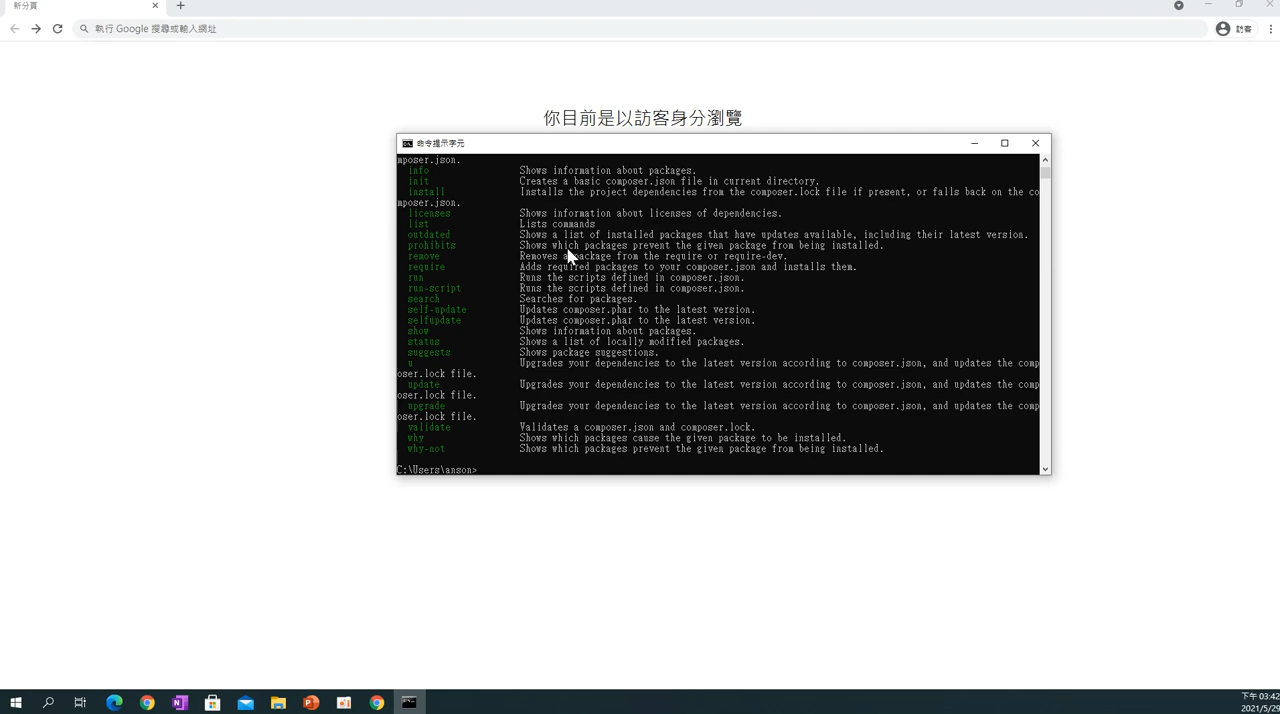 新分頁
執行 Google 搜尋或輸入網址
訪客
你目前是以訪客身分瀏覽
命令提示字元
mposer.json.
info Shows information about packages.
init Creates a basic composer.json file in current directory.
install Installs the project dependencies from the composer.lock file if present, or falls back on the co
mposer.json.
licenses Shows information about licenses of dependencies.
list Lists commands
outdated Shows a list of installed packages that have updates available, including their latest version.
prohibits Shows which packages prevent the given package from being installed.
remove Removes a package from the require or require-dev.
require Adds required packages to your composer.json and installs them.
run Runs the scripts defined in composer.json.
run-script Runs the scripts defined in composer.json.
search Searches for packages.
self-update Updates composer.phar to the latest version.
selfupdate Updates composer.phar to the latest version.
show Shows information about packages.
status Shows a list of locally modified packages.
suggests Shows package suggestions.
u Upgrades your dependencies to the latest version according to composer.json, and updates the comp
oser.lock file.
update Upgrades your dependencies to the latest version according to composer.json, and updates the comp
oser.lock file.
upgrade Upgrades your dependencies to the latest version according to composer.json, and updates the comp
oser.lock file.
validate Validates a composer.json and composer.lock.
why Shows which packages cause the given package to be installed.
why-not Shows which packages prevent the given package from being installed.
C:\Users\anson>
下午 03:42
2021/5/29